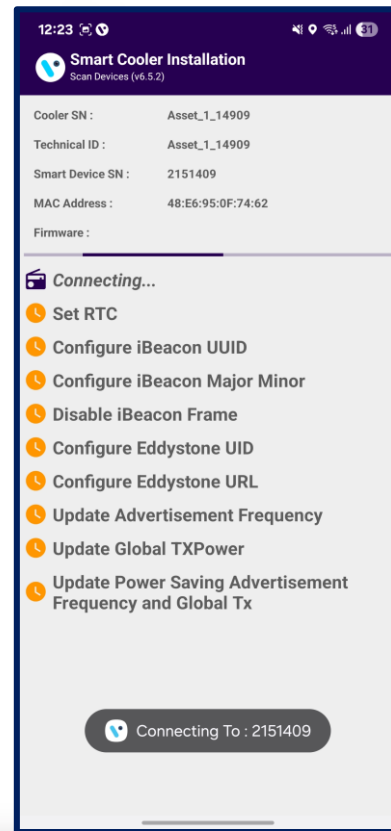 12:23 31
Smart Cooler Installation
Scan Devices (v6.5.2)
Cooler SN : Asset_1_14909
Technical ID : Asset_1_14909
Smart Device SN : 2151409
MAC Address : 48:E6:95:0F:74:62
Firmware :
Connecting...
Set RTC
Configure iBeacon UUID
Configure iBeacon Major Minor
Disable iBeacon Frame
Configure Eddystone UID
Configure Eddystone URL
Update Advertisement Frequency
Update Global TXPower
Update Power Saving Advertisement
Frequency and Global Tx
Connecting To : 2151409